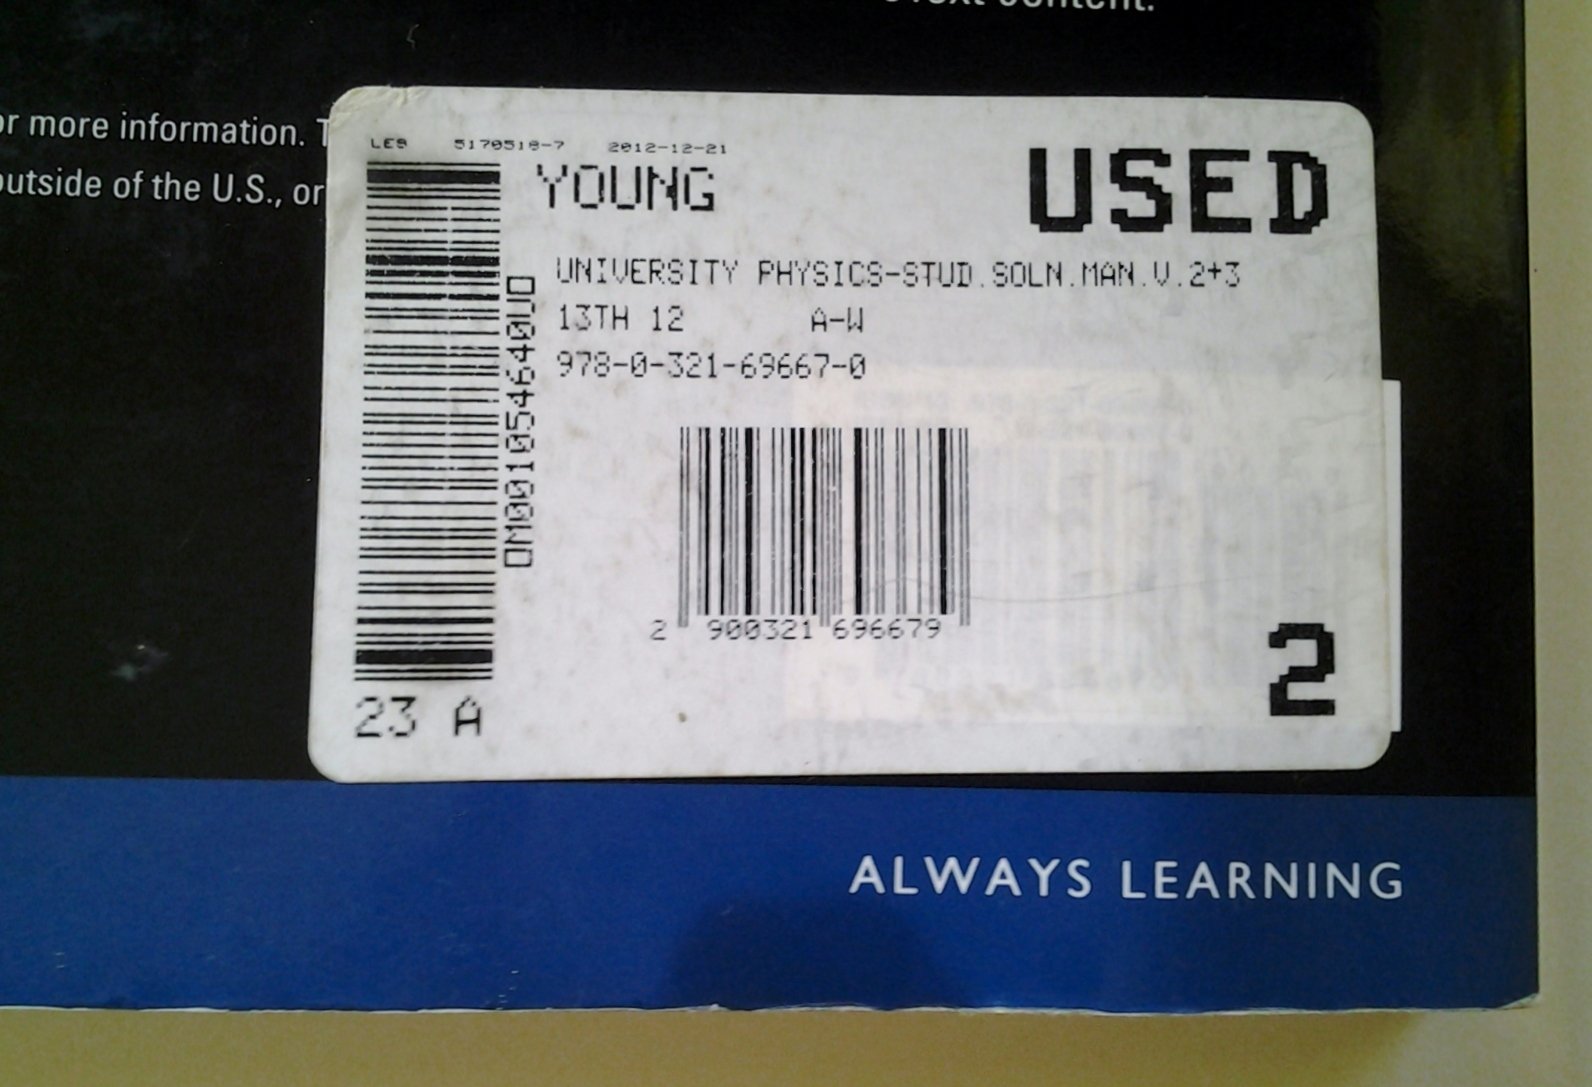 content.
or more information. T
outside of the U.S., or
LES 5170518-7 2012-12-21
YOUNG
USED
UNIVERSITY PHYSICS-STUD.SOLN.MAN.V.2+3
13TH 12 A-W
978-0-321-69667-0
2 900321 696679
23 A
2
ALWAYS LEARNING